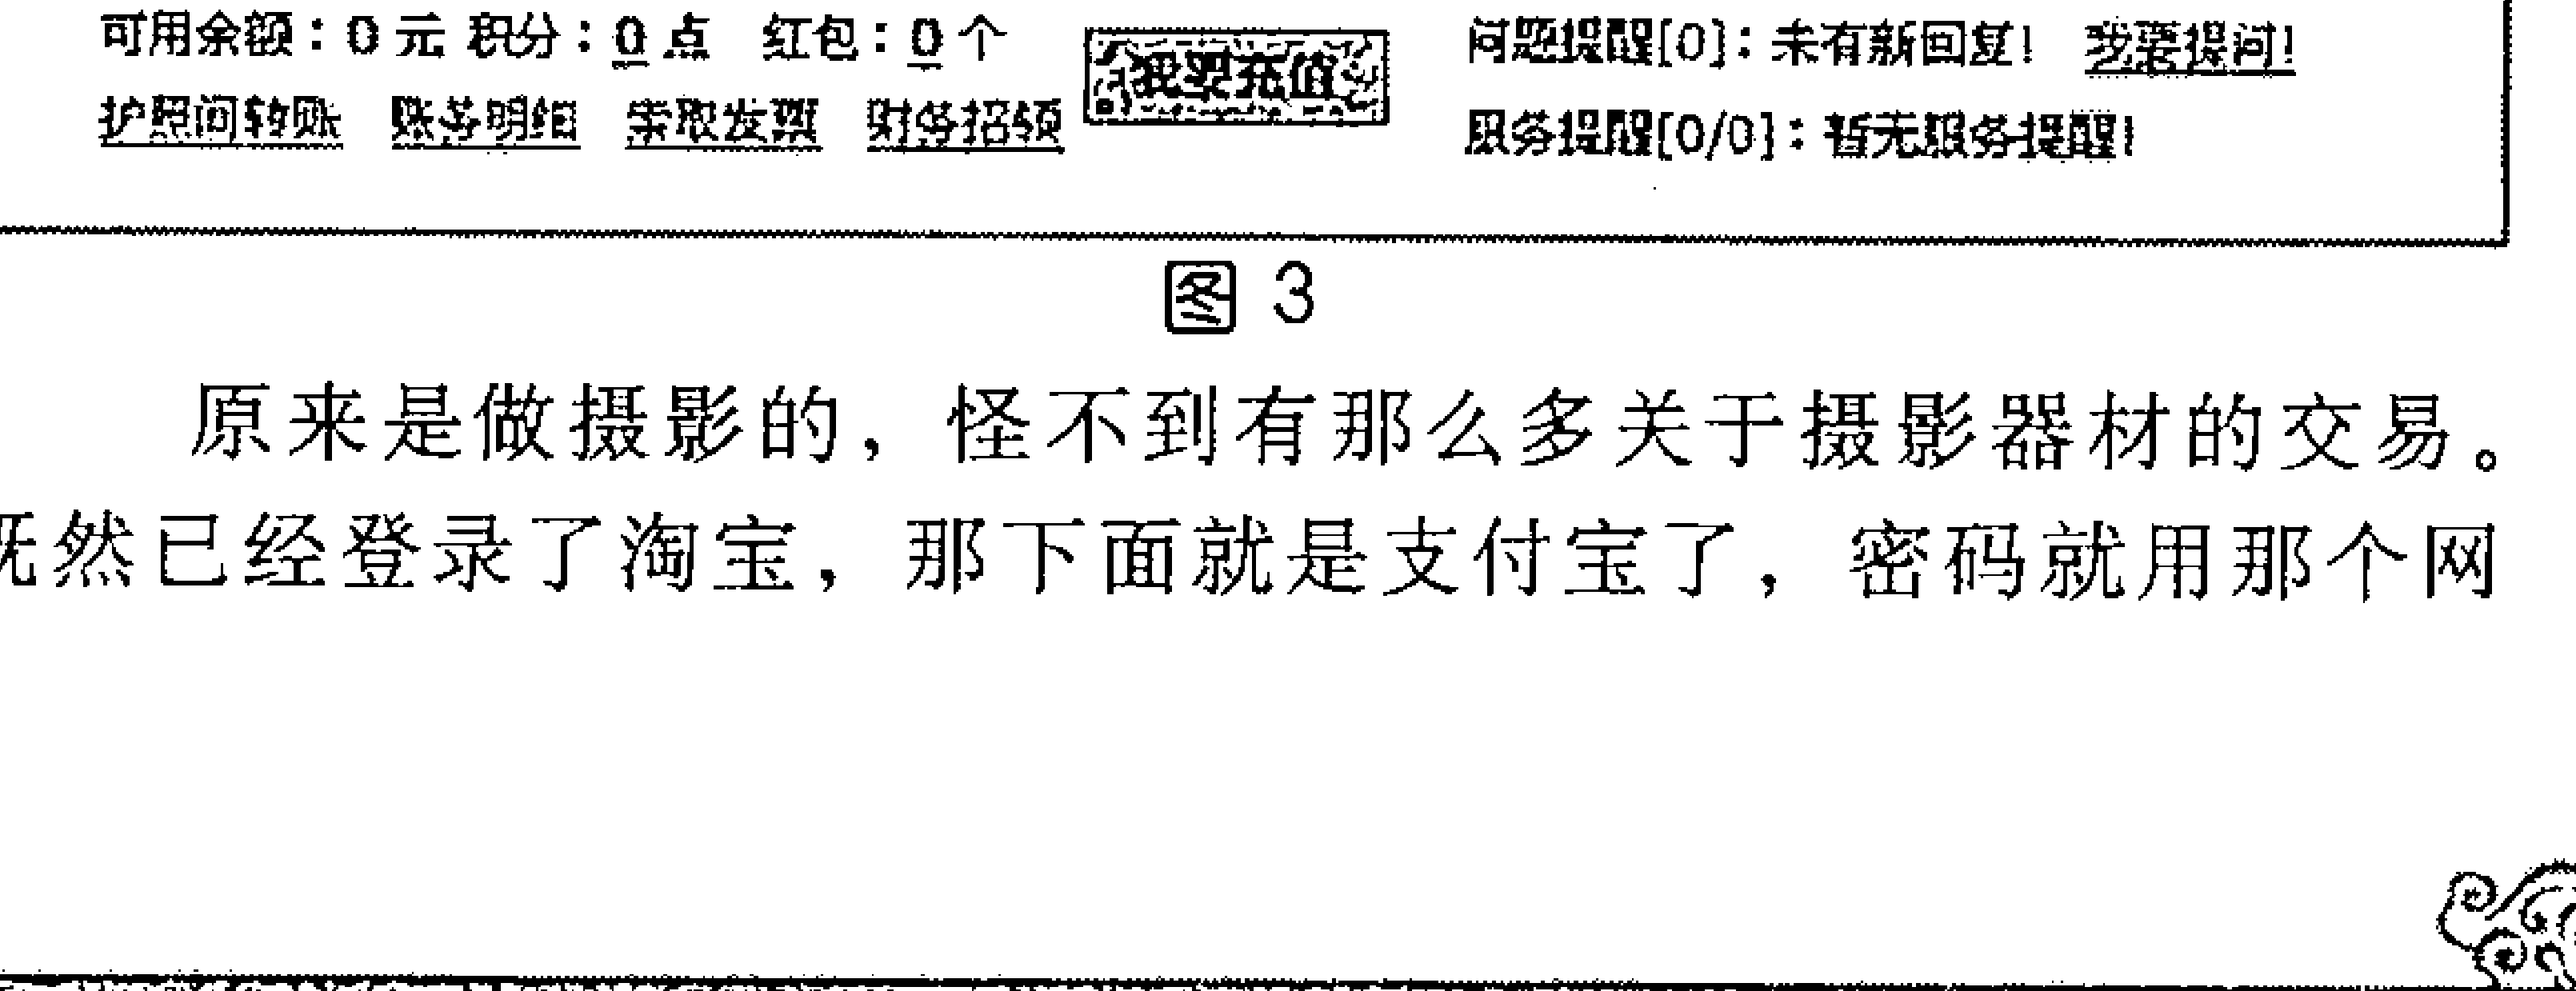 可用余额：0 元 积分：0 点 红包：0 个 我要充值 问题提醒[0]：未有新回复！ 我要提问！
护照间转账 账务明细 索取发票 财务招领 服务提醒[0/0]：暂无服务提醒！
图 3
原来是做摄影的，怪不到有那么多关于摄影器材的交易。
既然已经登录了淘宝，那下面就是支付宝了，密码就用那个网